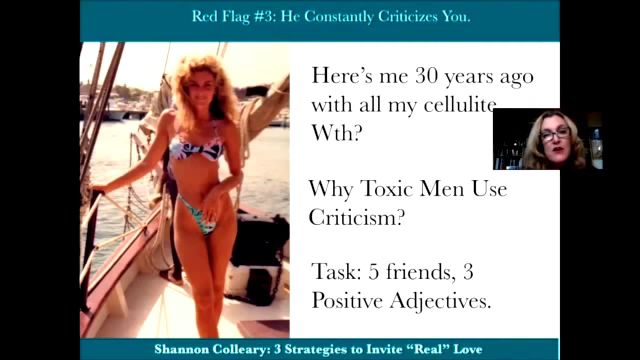 Red Flag #3: He Constantly Criticizes You.
Here's me 30 years ago
with all my cellulite
Wth?
Why Toxic Men Use
Criticism?
Task: 5 friends, 3
Positive Adjectives.
Shannon Colleary: 3 Strategies to Invite “Real” Love